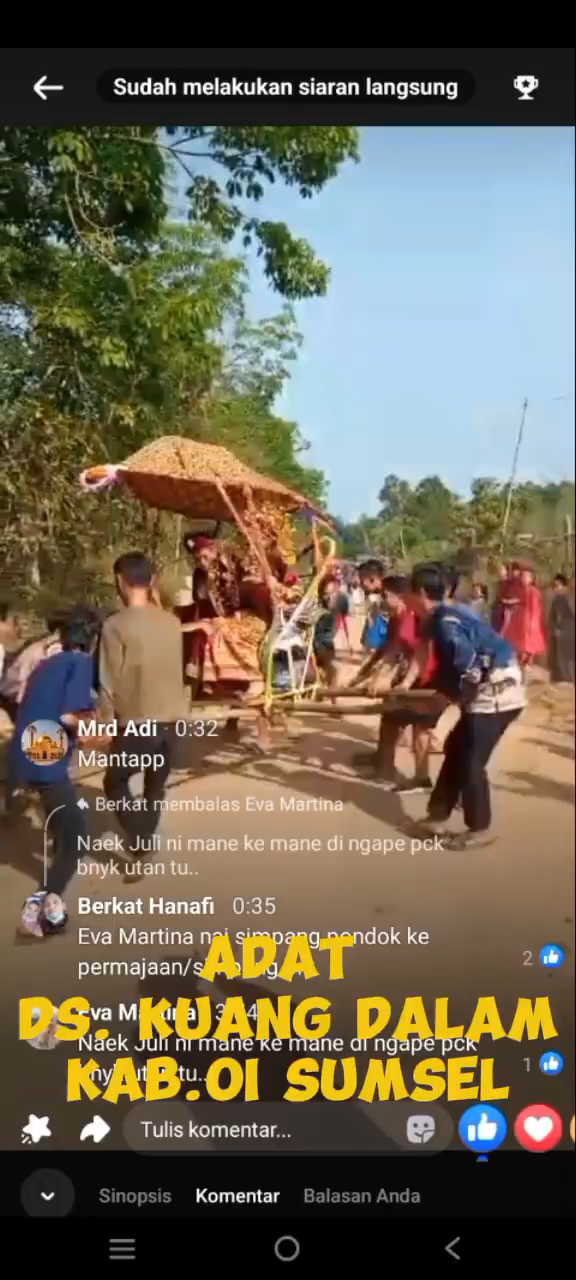 Sudah melakukan siaran langsung
Mrd Adi · 0:32
Mantapp
Berkat membalas Eva Martina
Naek Juli ni mane ke mane di ngape pck
bnyk utan tu..
Berkat Hanafi 0:35
Eva Martina nai simpang pondok ke
permajaan/
2
ADAT
DS. KUANG DALAM
KAB.OI SUMSEL
Eva Martina
Naek Juli ni mane ke mane di ngape pck
1
Tulis komentar...
Sinopsis Komentar Balasan Anda